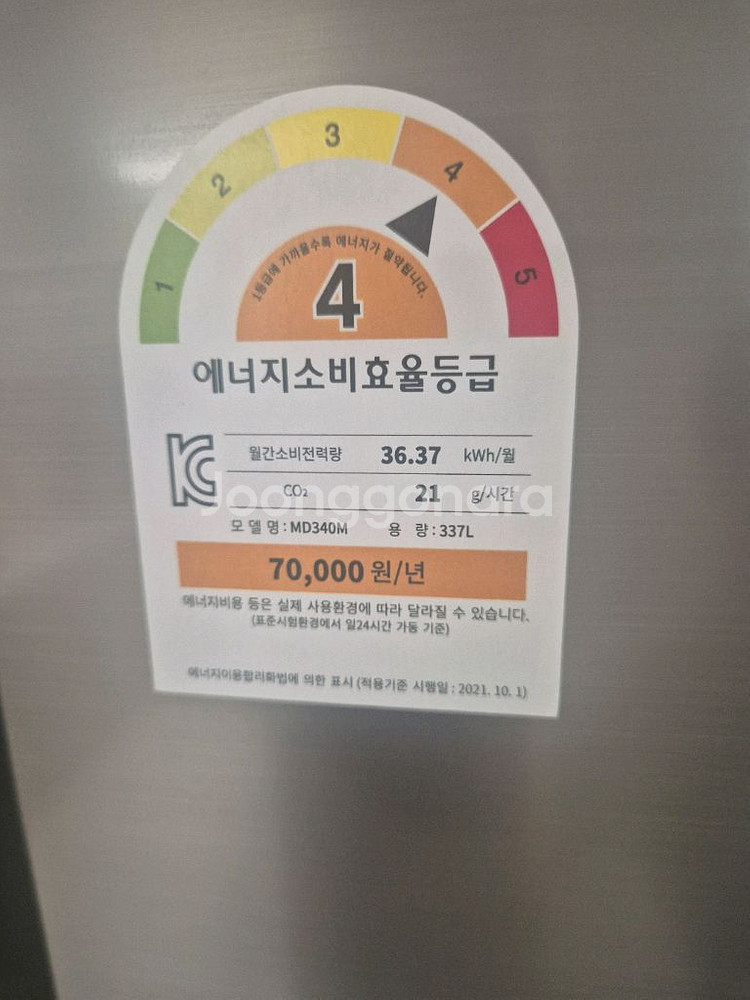 1
2
3
4
5
1등급에 가까울수록 에너지가 절약됩니다.
4
에너지소비효율등급
월간소비전력량 36.37 kWh/월
CO₂ 21 g/시간
Joonggonara
모 델 명 : MD340M 용 량 : 337L
70,000 원/년
에너지비용 등은 실제 사용환경에 따라 달라질 수 있습니다.
(표준시험환경에서 일24시간 가동 기준)
에너지이용합리화법에 의한 표시 (적용기준 시행일 : 2021. 10. 1)